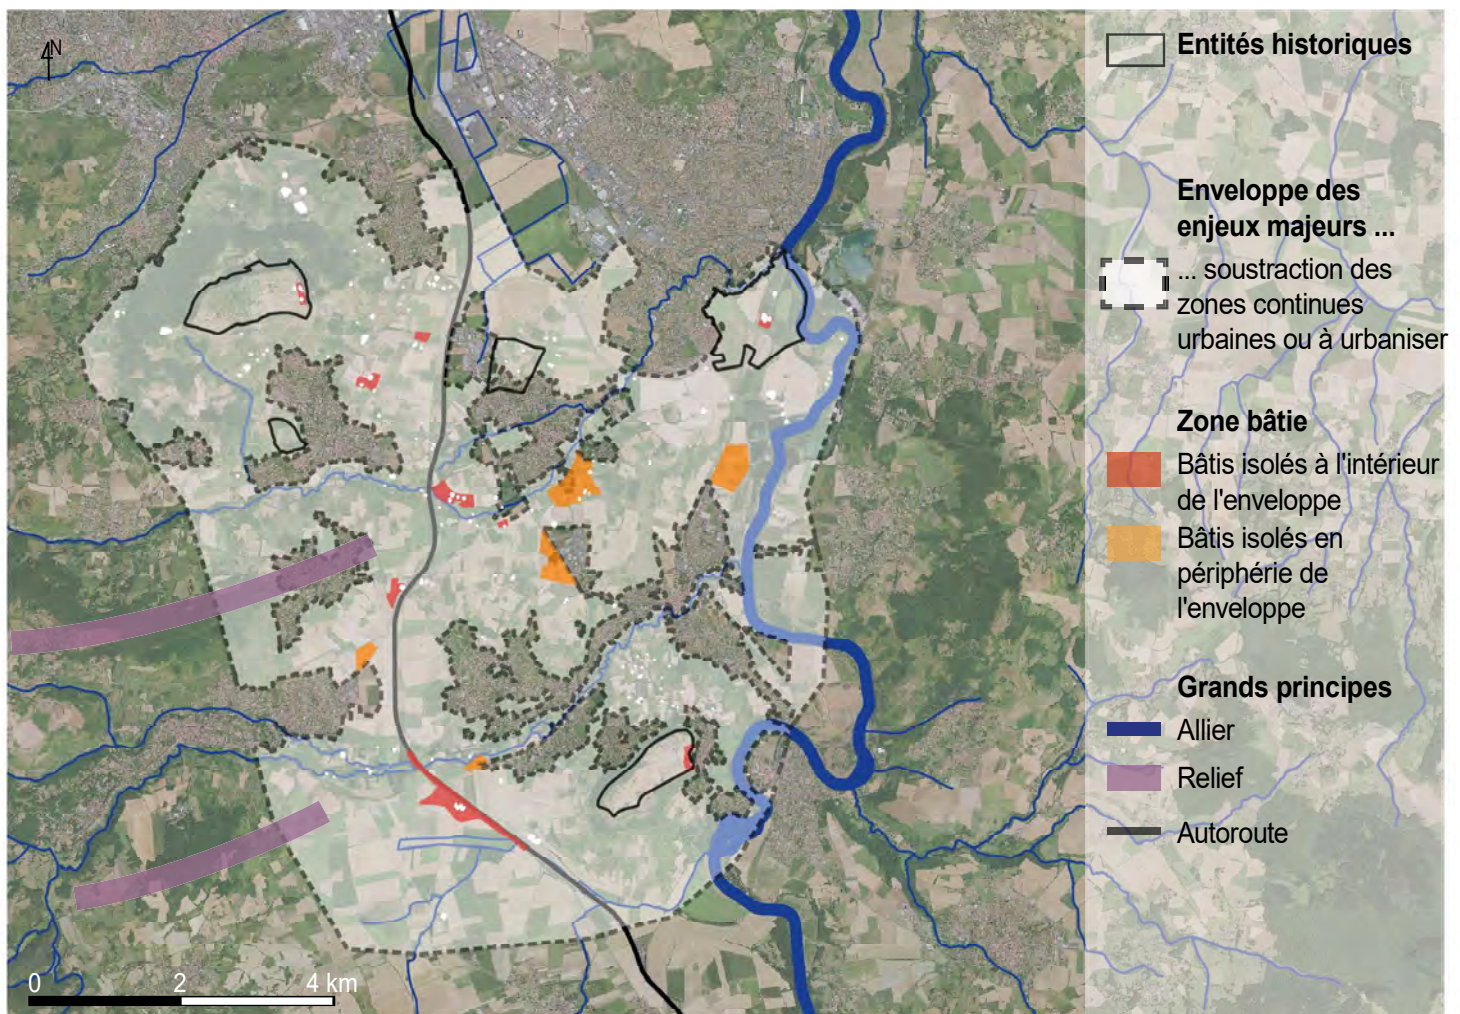 N
Entités historiques
Enveloppe des
enjeux majeurs ...
... soustraction des
zones continues
urbaines ou à urbaniser
Zone bâtie
Bâtis isolés à l'intérieur
de l'enveloppe
Bâtis isolés en
périphérie de
l'enveloppe
Grands principes
Allier
Relief
Autoroute
0 2 4 km